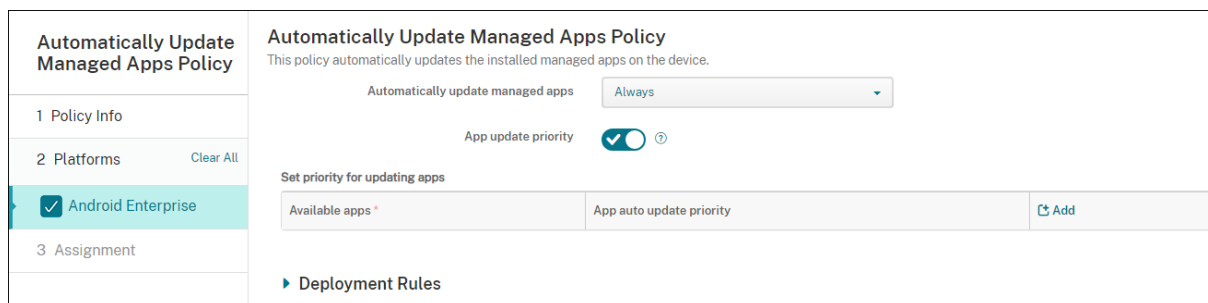 Automatically Update
Managed Apps Policy
1 Policy Info
2 Platforms
Clear All
Android Enterprise
3 Assignment
Automatically Update Managed Apps Policy
This policy automatically updates the installed managed apps on the device.
Automatically update managed apps
Always
App update priority
?
Set priority for updating apps
Available apps *
App auto update priority
Add
Deployment Rules